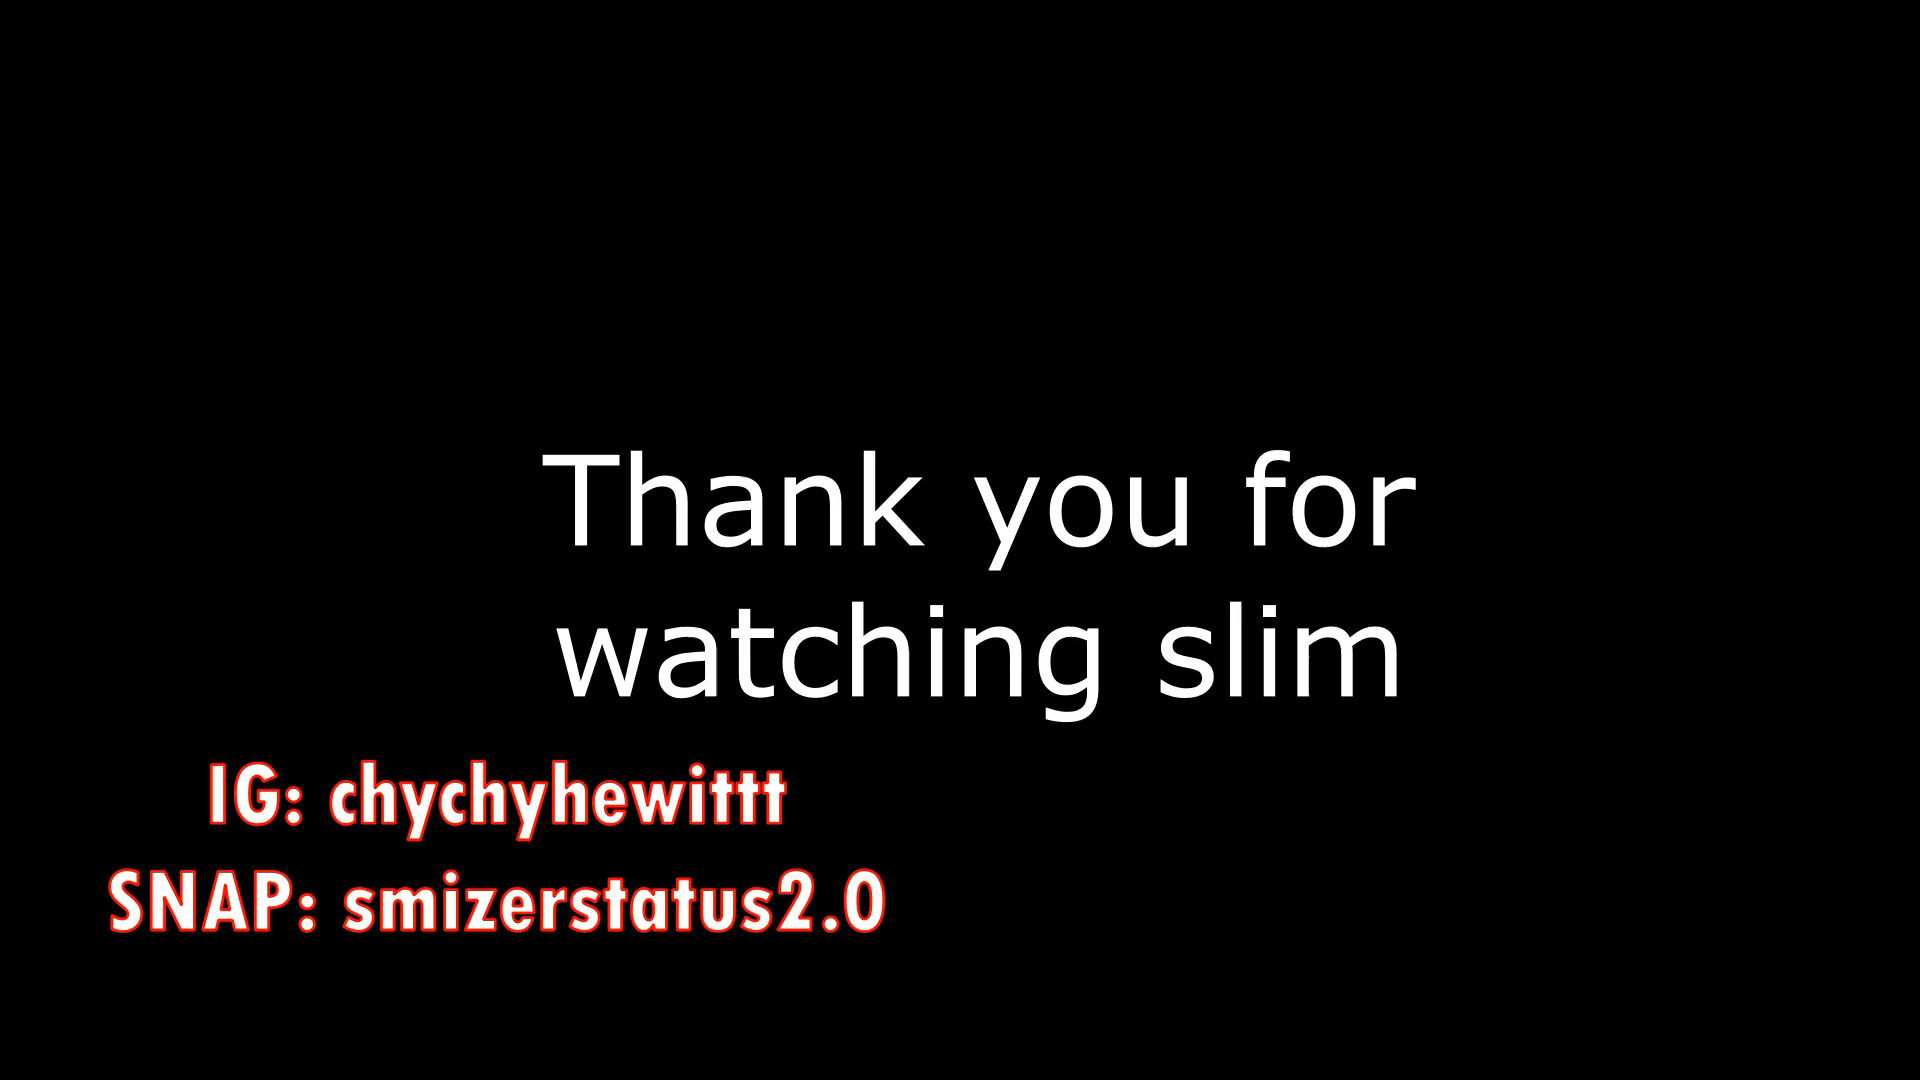 Thank you for
watching slim
IG: chychyhewittt
SNAP: smizerstatus2.0